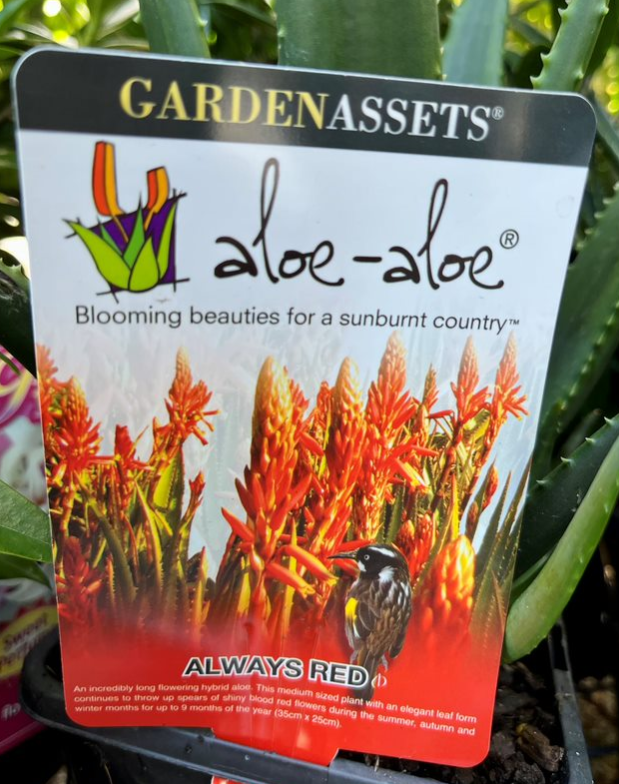 GARDENASSETS®
aloe-aloe®
Blooming beauties for a sunburnt country™
ALWAYS RED
An incredibly long flowering hybrid aloe. This medium sized plant with an elegant leaf form
continues to throw up spears of shiny blood red flowers during the summer, autumn and
winter months for up to 9 months of the year (35cm x 25cm).
Sweet